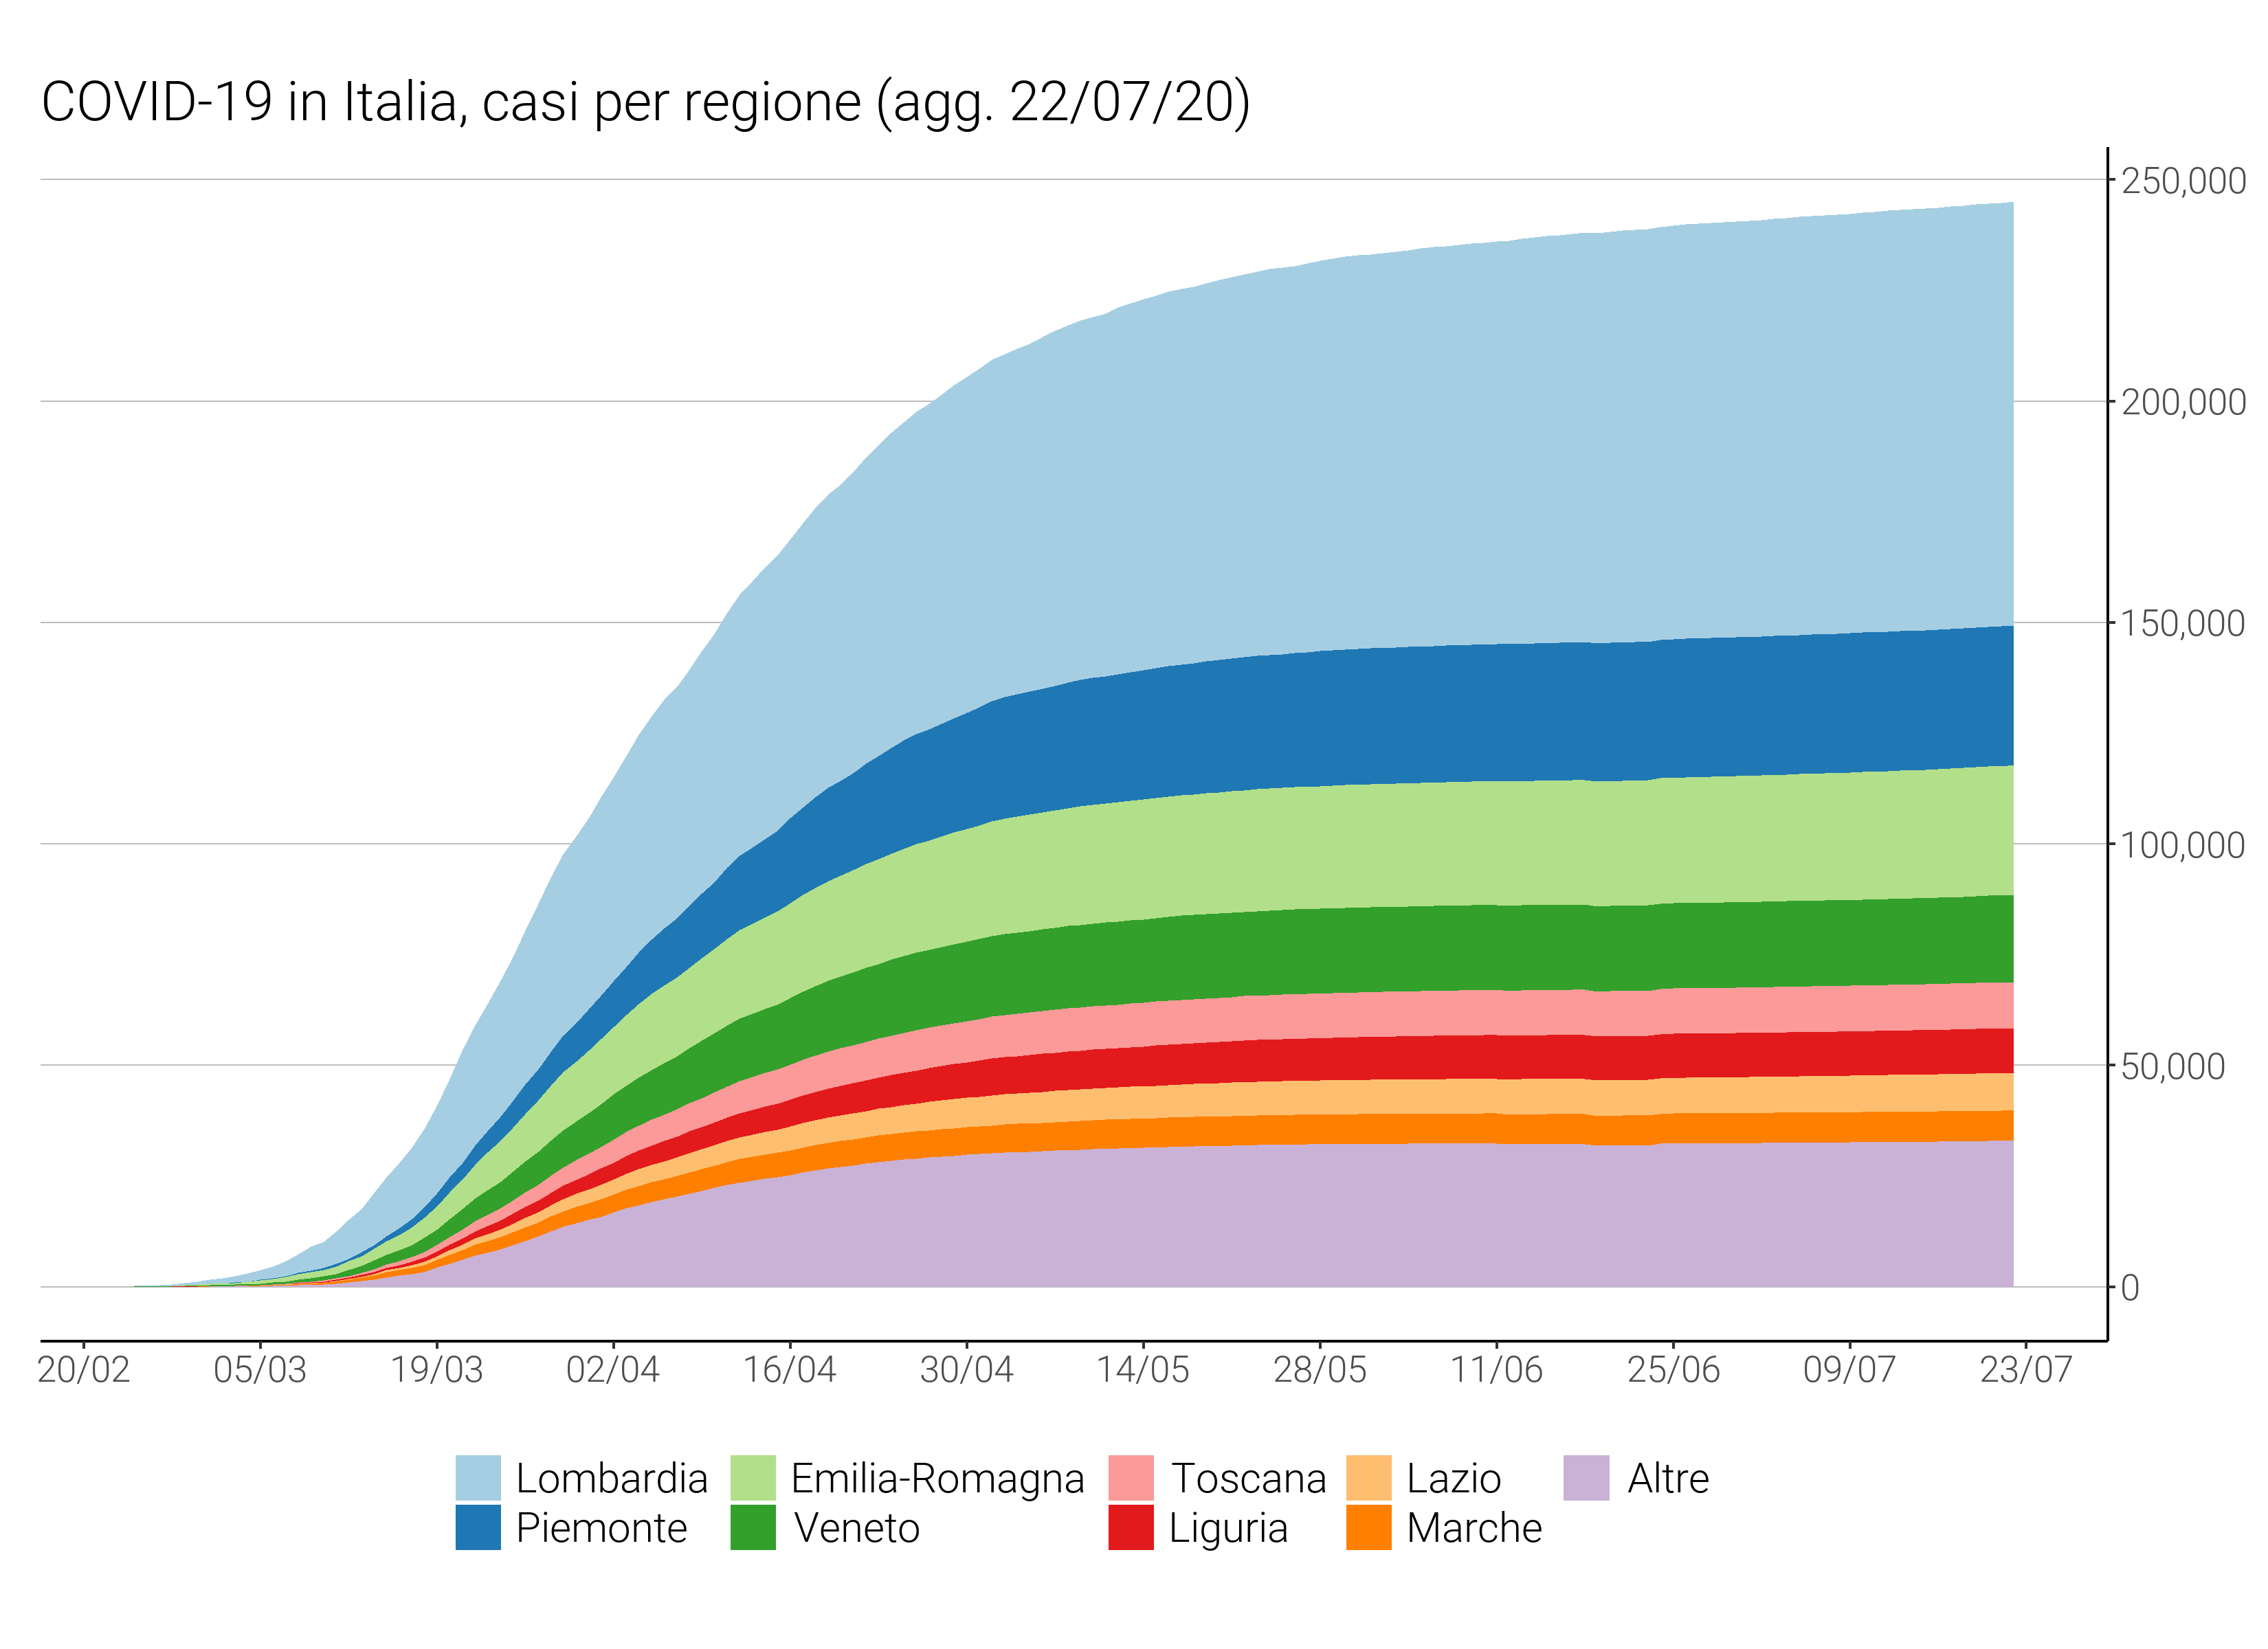 COVID-19 in Italia, casi per regione (agg. 22/07/20)
250,000
200,000
150,000
100,000
50,000
0
20/02 05/03 19/03 02/04 16/04 30/04 14/05 28/05 11/06 25/06 09/07 23/07
Lombardia Emilia-Romagna Toscana Lazio Altre
Piemonte Veneto Liguria Marche